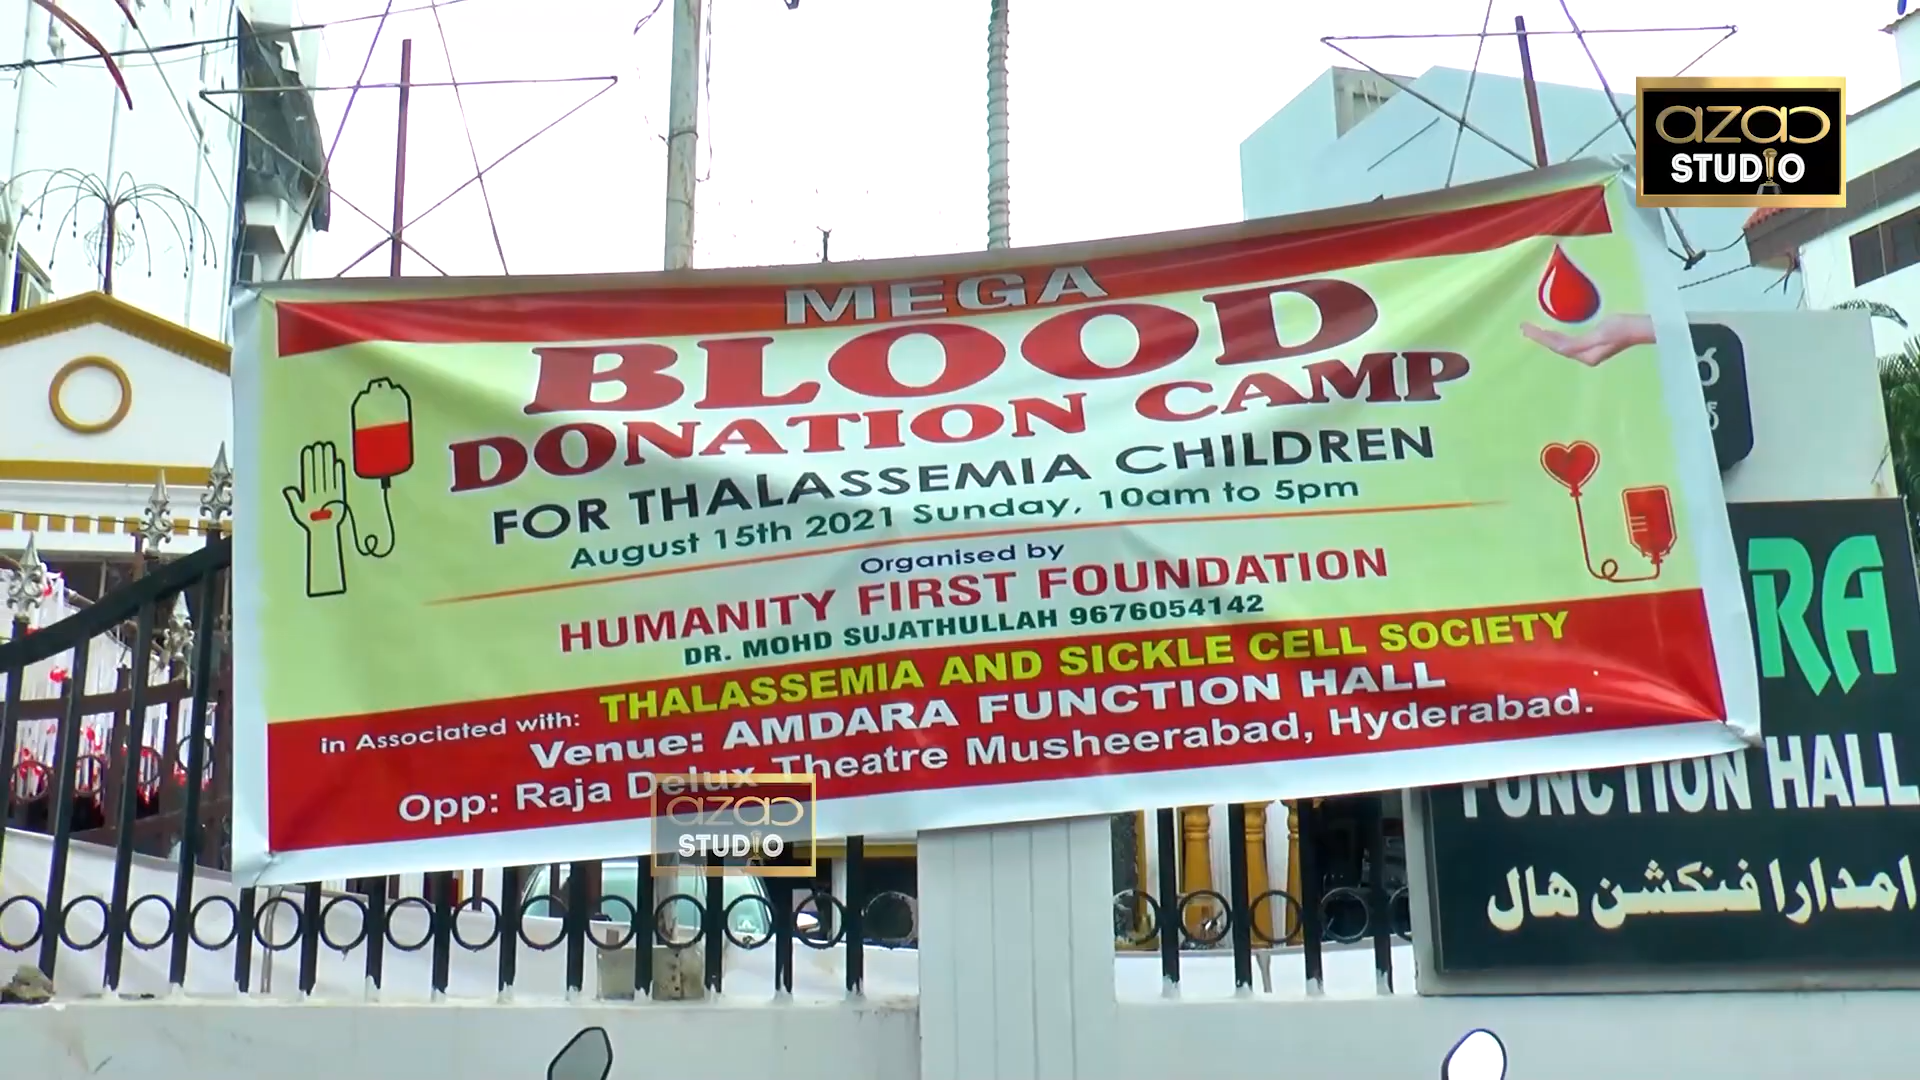 azad
STUDIO
MEGA
BLOOD
DONATION CAMP
FOR THALASSEMIA CHILDREN
August 15th 2021 Sunday, 10am to 5pm
Organised by
HUMANITY FIRST FOUNDATION
DR. MOHD SUJATHULLAH 9676054142
in Associated with: THALASSEMIA AND SICKLE CELL SOCIETY
Venue: AMDARA FUNCTION HALL
Opp: Raja Delux Theatre Musheerabad, Hyderabad.
azad
STUDIO
RA
FUNCTION HALL
امدارا فنکشن ھال